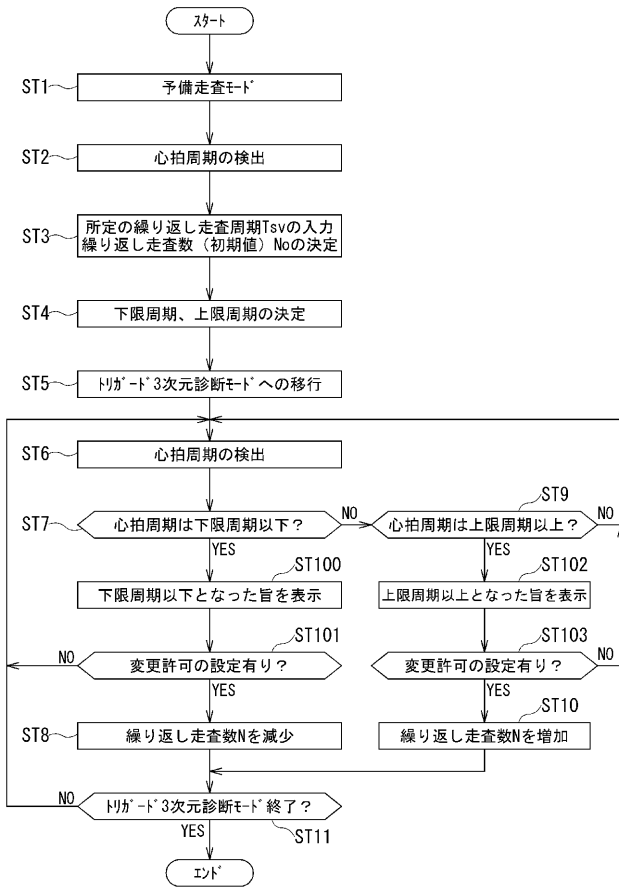 スタート
ST1
予備走査モード
ST2
心拍周期の検出
ST3
所定の繰り返し走査周期Tsvの入力
繰り返し走査数（初期値）Noの決定
ST4
下限周期、上限周期の決定
ST5
トリガード3次元診断モードへの移行
ST6
心拍周期の検出
ST7
心拍周期は下限周期以下？
NO
ST9
心拍周期は上限周期以上？
NO
YES
YES
ST100
下限周期以下となった旨を表示
ST102
上限周期以上となった旨を表示
ST101
NO
変更許可の設定有り？
ST103
変更許可の設定有り？
NO
YES
YES
ST8
繰り返し走査数Nを減少
ST10
繰り返し走査数Nを増加
NO
トリガード3次元診断モード終了？
YES
ST11
エンド